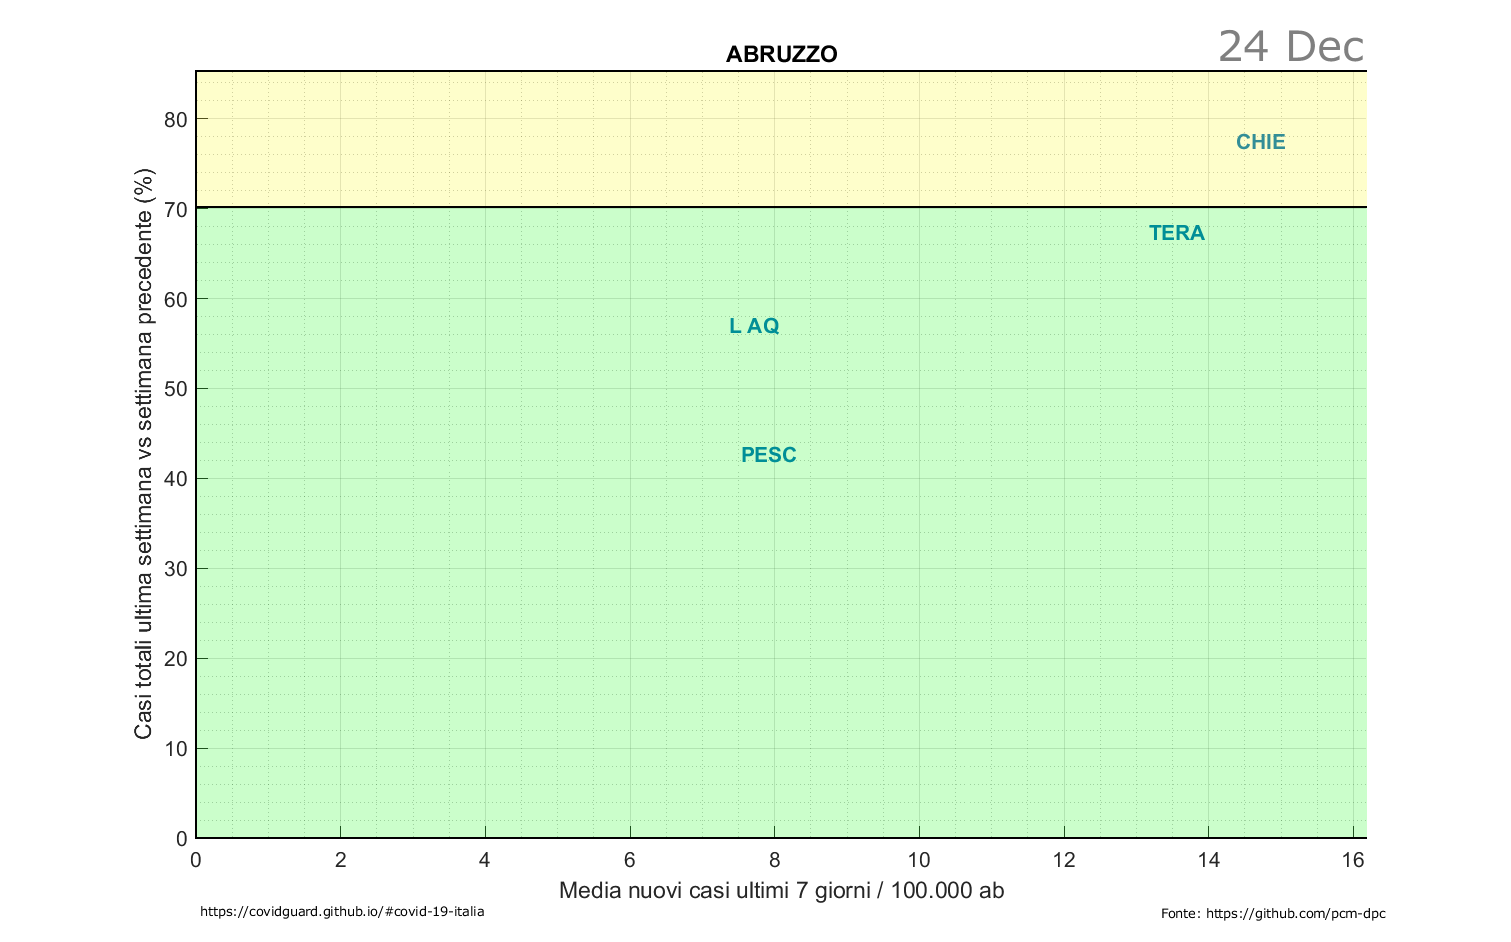 24 Dec
ABRUZZO
Casi totali ultima settimana vs settimana precedente (%)
80
70
60
50
40
30
20
10
0
CHIE
TERA
L AQ
PESC
0 2 4 6 8 10 12 14 16
Media nuovi casi ultimi 7 giorni / 100.000 ab
https://covidguard.github.io/#covid-19-italia
Fonte: https://github.com/pcm-dpc